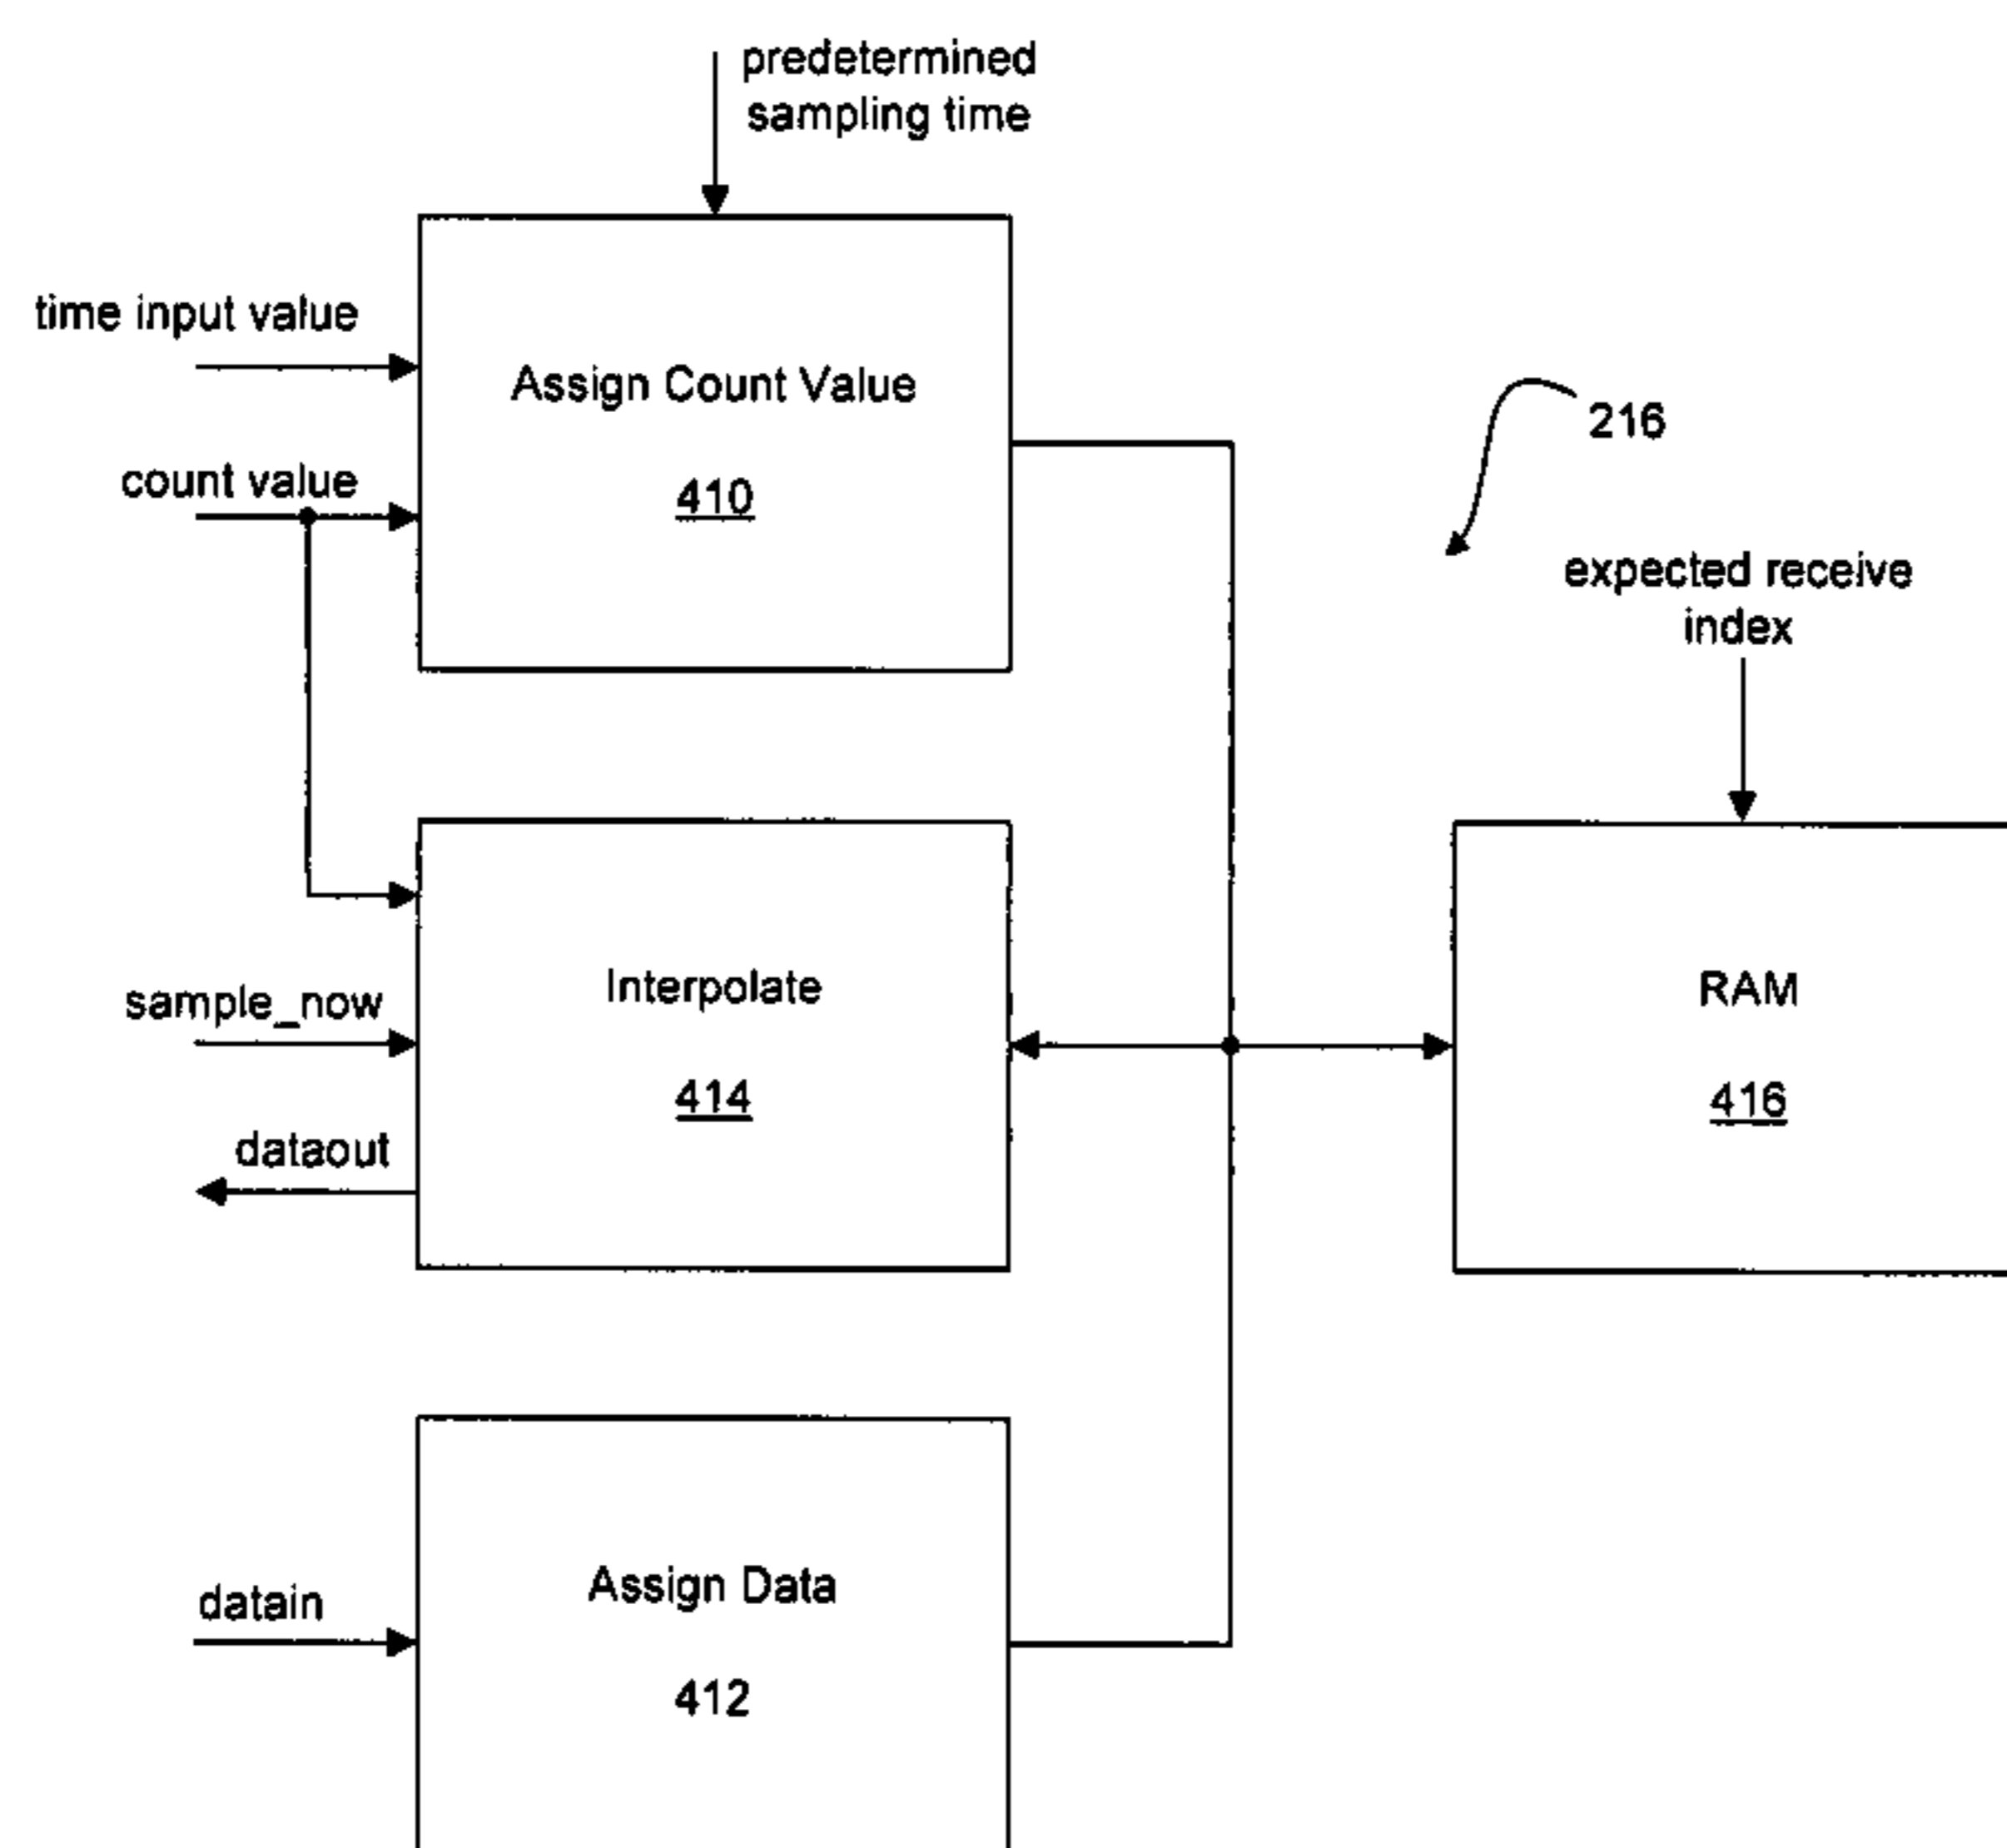 predetermined
sampling time
time input value
Assign Count Value
216
count value
410
expected receive
index
Interpolate
RAM
sample_now
414
416
dataout
Assign Data
datain
412